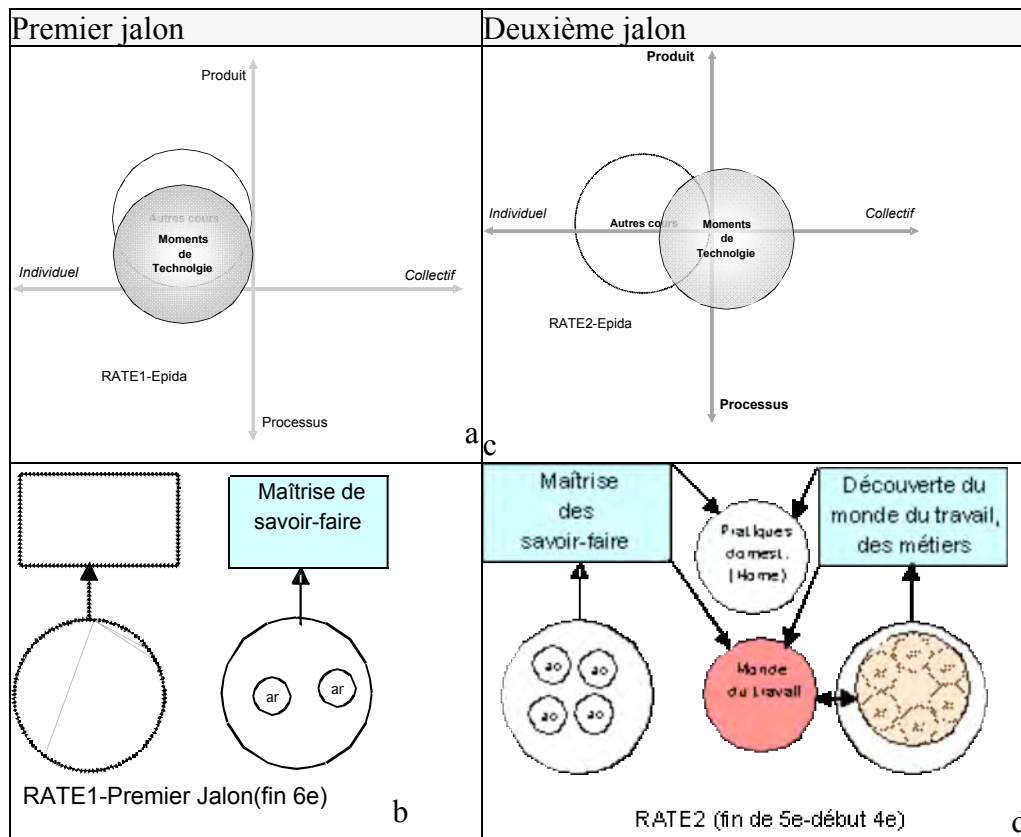 Premier jalon
Deuxième jalon
Produit
Autres cours
Moments
de
Technolgie
Individuel
Collectif
RATE1-Epida
Processus
a
Produit
Individuel
Autres cours
Moments
de
Technolgie
Collectif
RATE2-Epida
Processus
c
Maîtrise de
savoir-faire
ar
ar
RATE1-Premier Jalon(fin 6e)
b
Maîtrise
des
savoir-faire
Pratiques
domest.
(Home)
Découverte du
monde du travail,
des métiers
ao
ao
ao
ao
Monde
du travail
RATE2 (fin de 5e-début 4e)
d